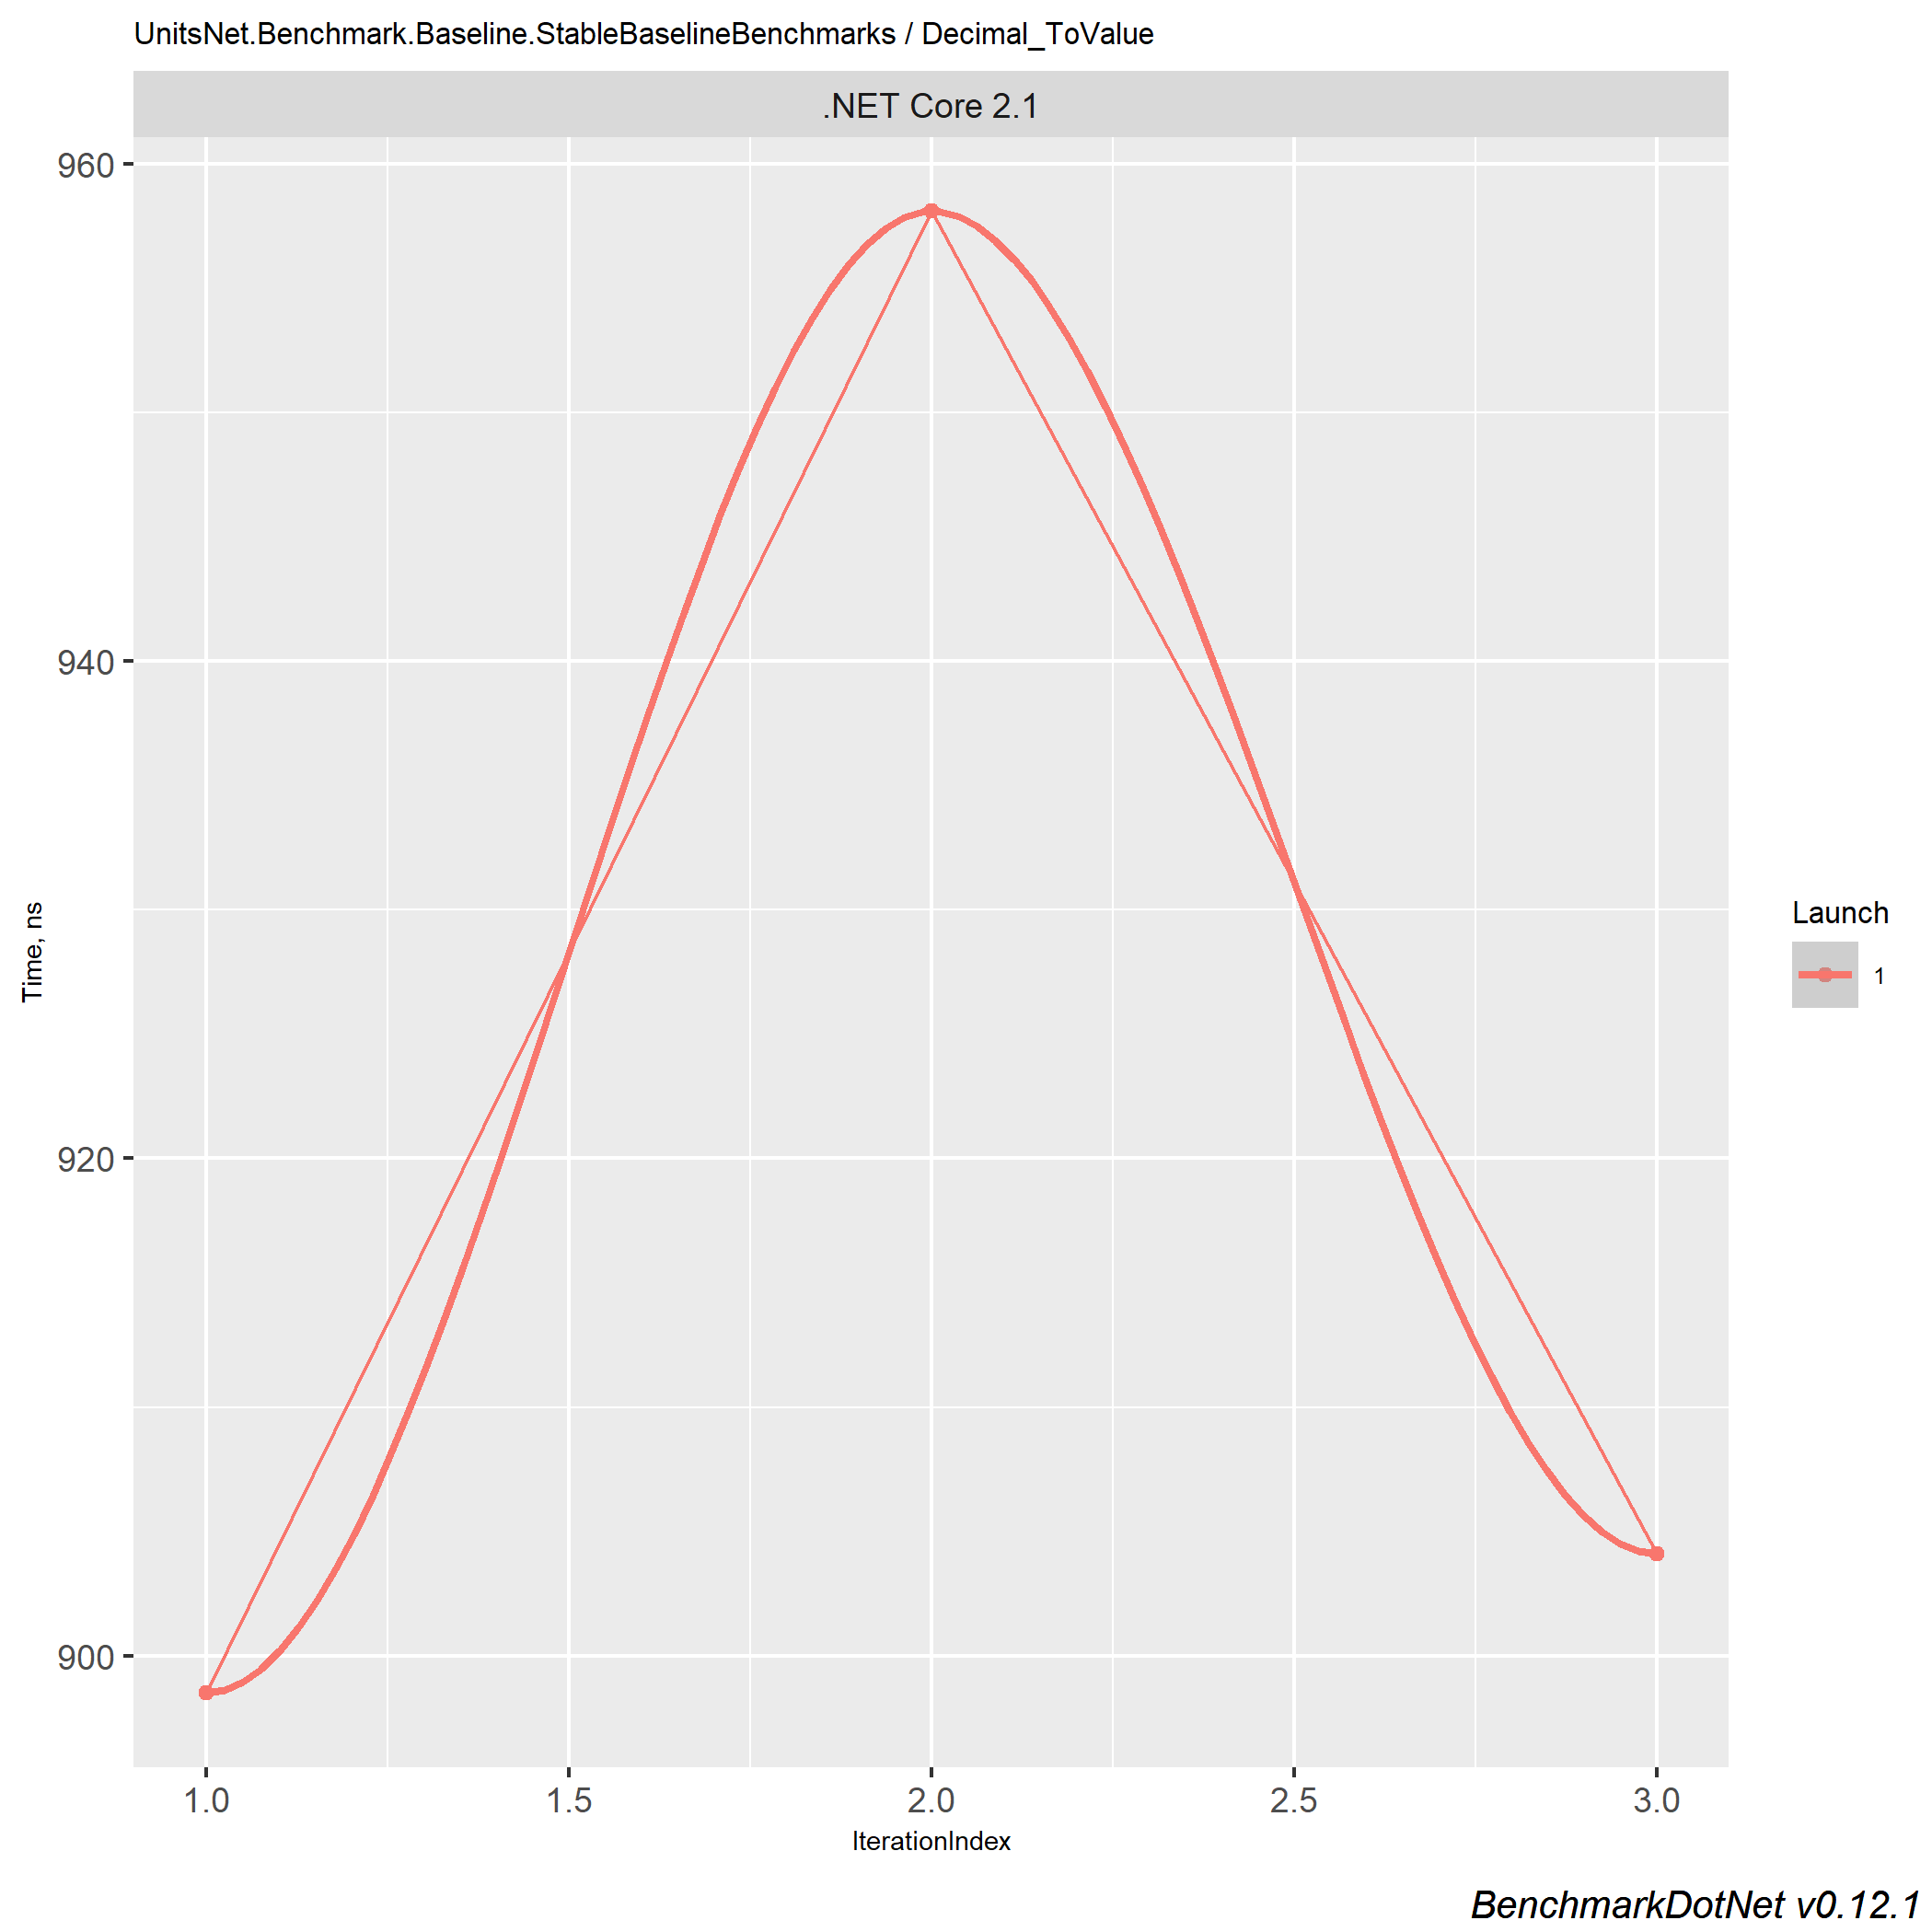 UnitsNet.Benchmark.Baseline.StableBaselineBenchmarks / Decimal_ToValue
.NET Core 2.1
960
940
920
900
Time, ns
1.0 1.5 2.0 2.5 3.0
IterationIndex
Launch
1
BenchmarkDotNet v0.12.1